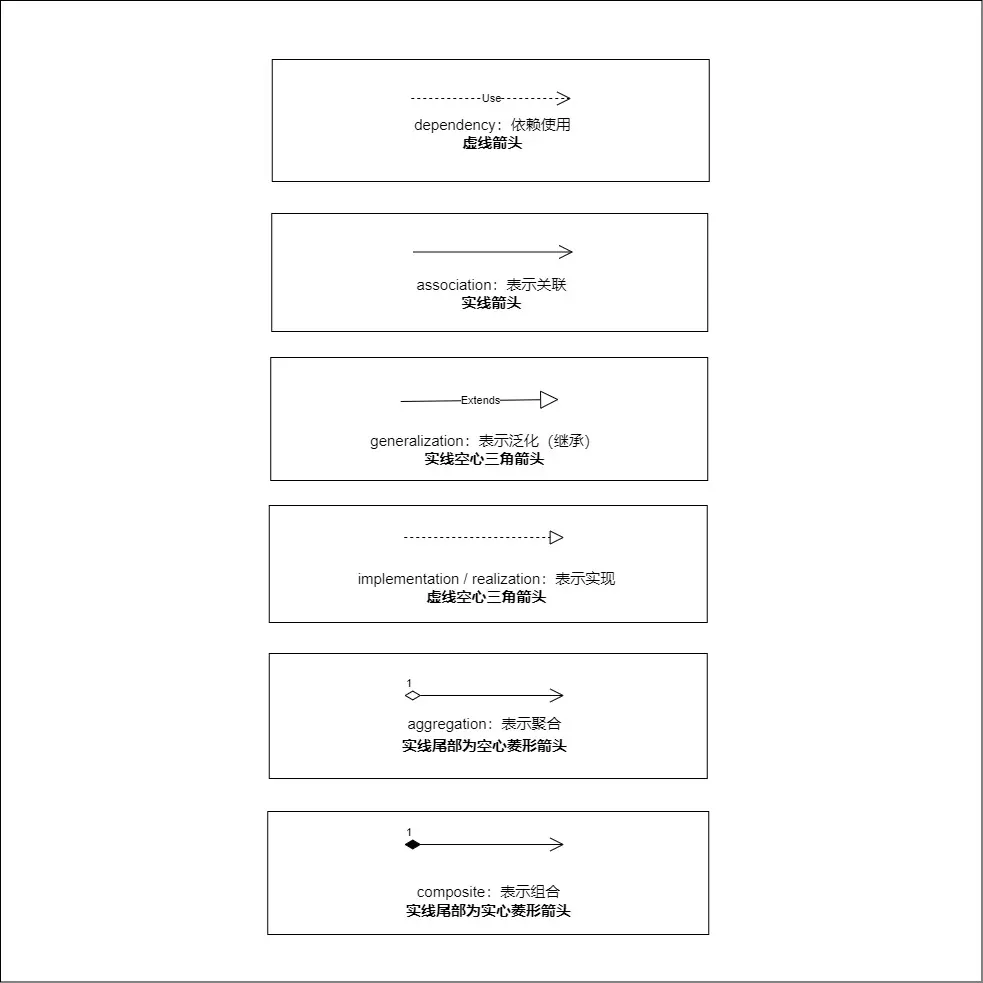 Use
dependency：依赖使用
虚线箭头
association：表示关联
实线箭头
Extends
generalization：表示泛化（继承）
实线空心三角箭头
implementation / realization：表示实现
虚线空心三角箭头
1
aggregation：表示聚合
实线尾部为空心菱形箭头
1
composite：表示组合
实线尾部为实心菱形箭头